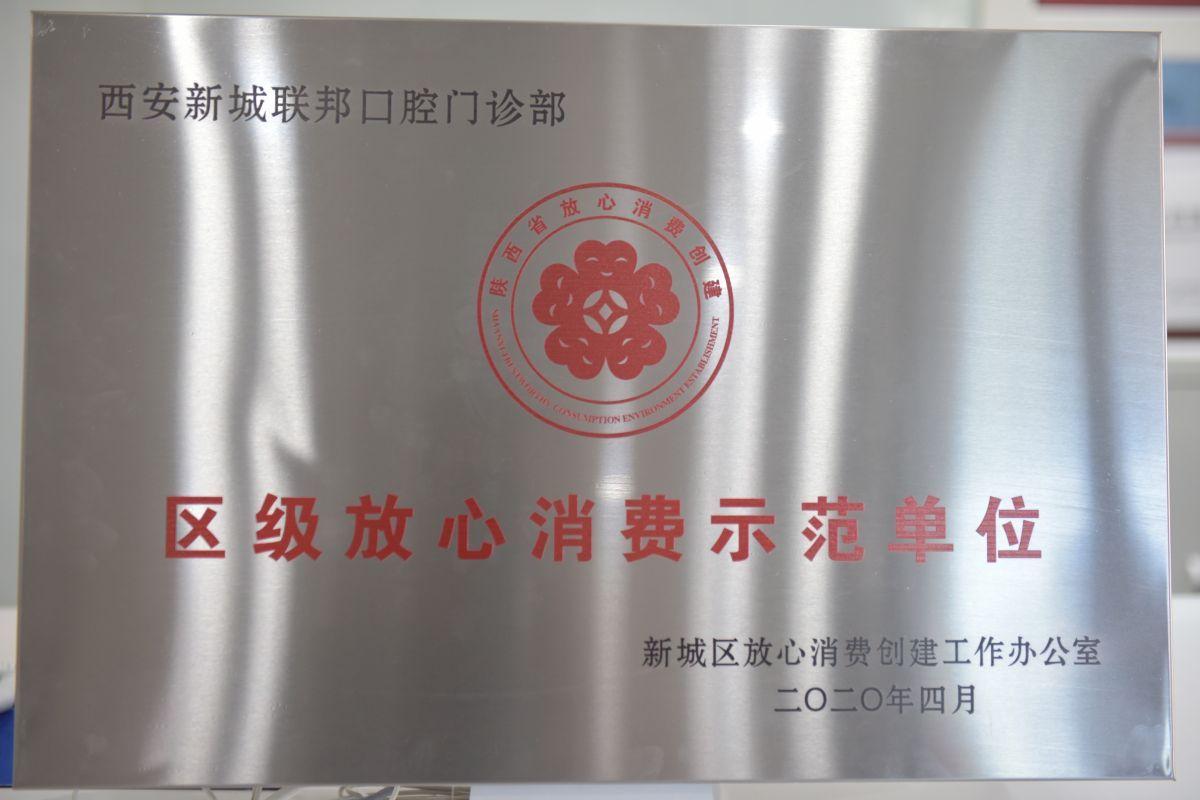 西安新城联邦口腔门诊部
陕西省放心消费创建
SHAANXI TRUSTWORTHY CONSUMPTION ENVIRONMENT ESTABLISHMENT
区级放心消费示范单位
新城区放心消费创建工作办公室
二〇二〇年四月